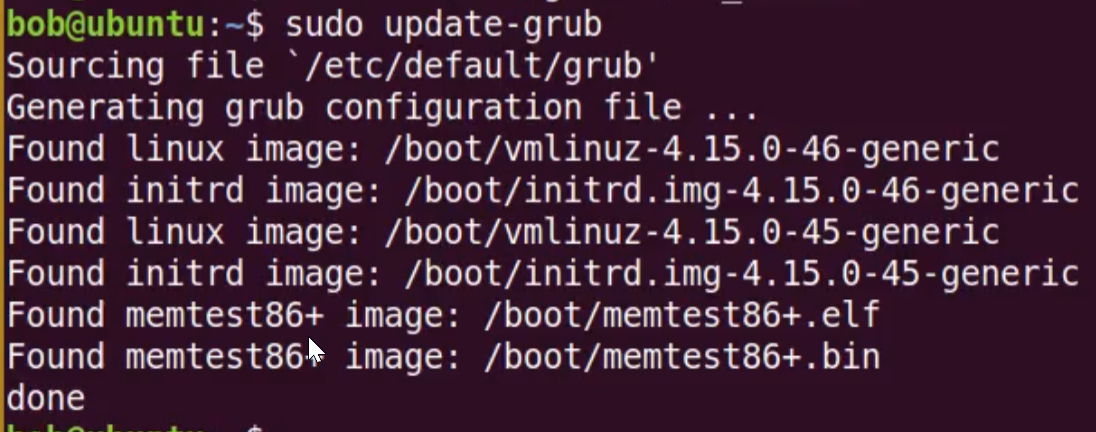 bob@ubuntu:~$ sudo update-grub
Sourcing file `/etc/default/grub'
Generating grub configuration file ...
Found linux image: /boot/vmlinuz-4.15.0-46-generic
Found initrd image: /boot/initrd.img-4.15.0-46-generic
Found linux image: /boot/vmlinuz-4.15.0-45-generic
Found initrd image: /boot/initrd.img-4.15.0-45-generic
Found memtest86+ image: /boot/memtest86+.elf
Found memtest86+ image: /boot/memtest86+.bin
done